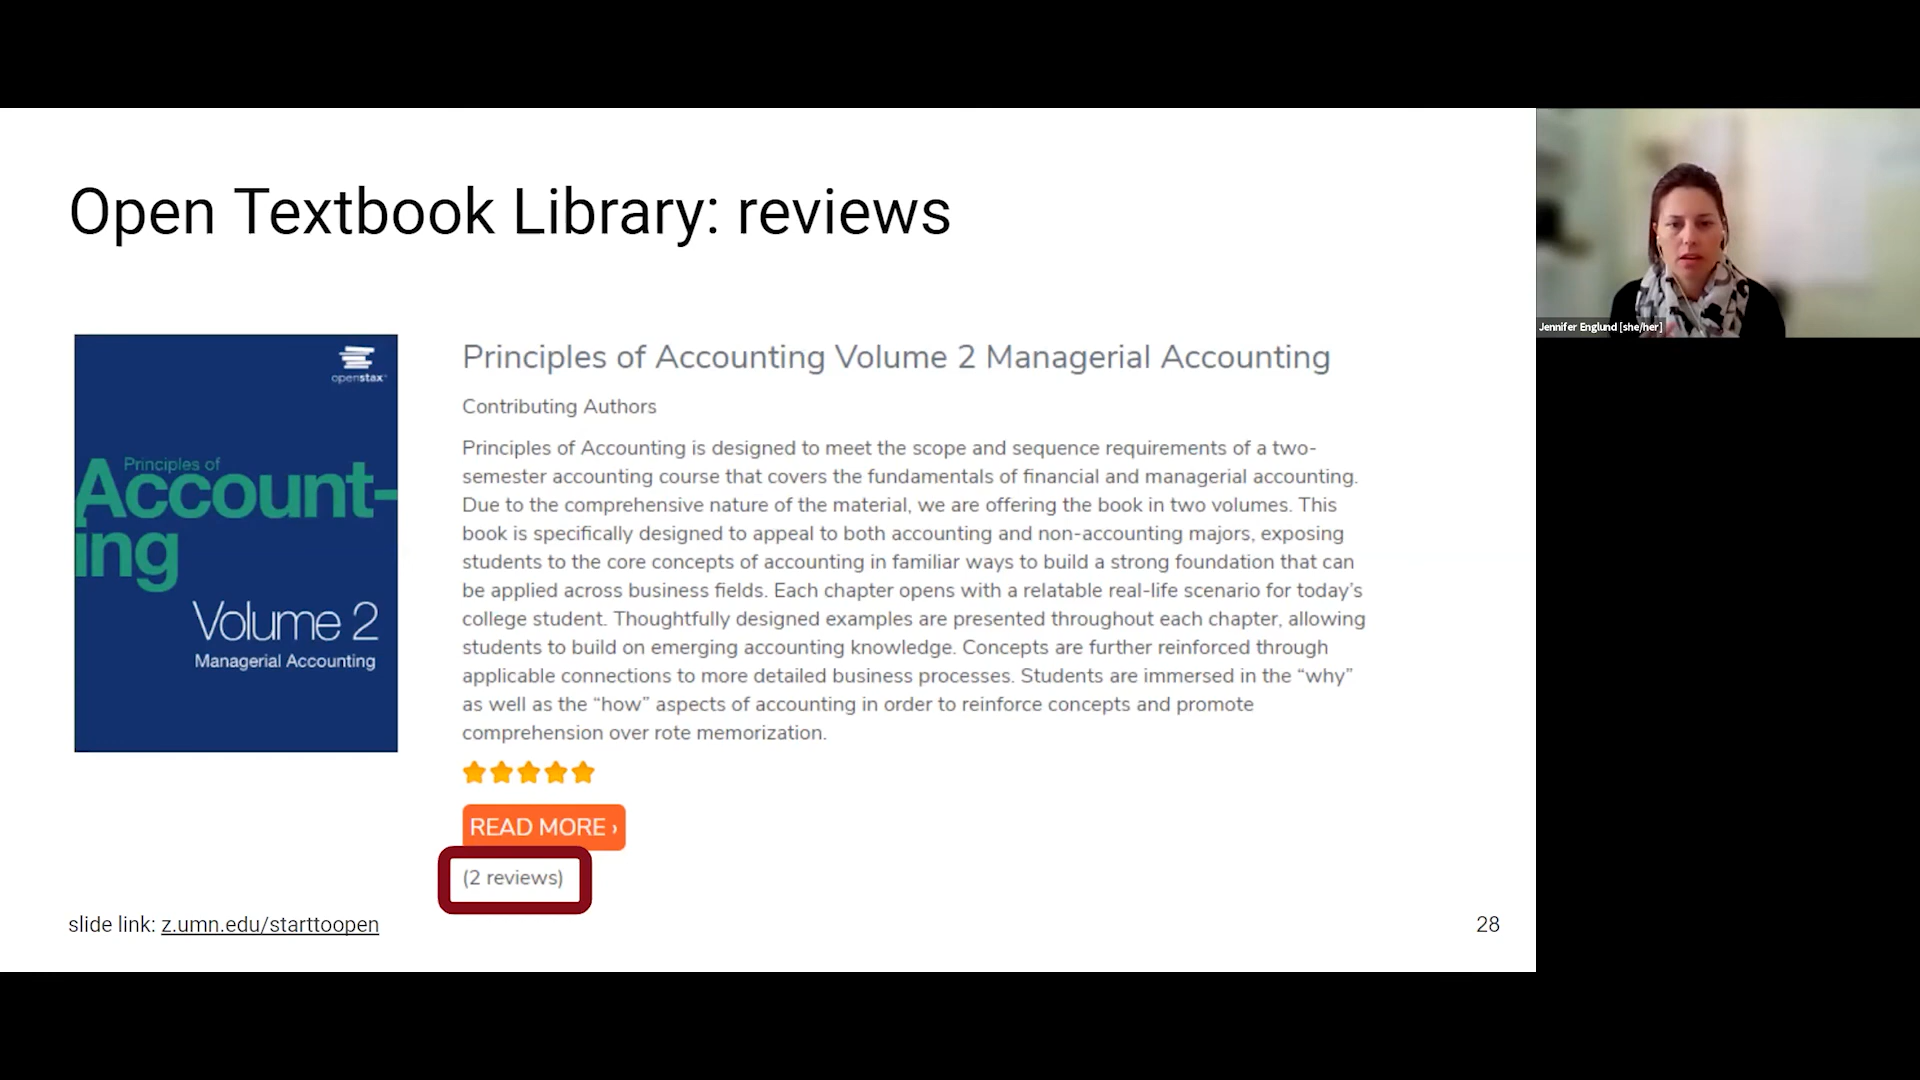 Open Textbook Library: reviews
openstax
Principles of
Account-
ing
Volume 2
Managerial Accounting
Principles of Accounting Volume 2 Managerial Accounting
Contributing Authors
Principles of Accounting is designed to meet the scope and sequence requirements of a two-
semester accounting course that covers the fundamentals of financial and managerial accounting.
Due to the comprehensive nature of the material, we are offering the book in two volumes. This
book is specifically designed to appeal to both accounting and non-accounting majors, exposing
students to the core concepts of accounting in familiar ways to build a strong foundation that can
be applied across business fields. Each chapter opens with a relatable real-life scenario for today’s
college student. Thoughtfully designed examples are presented throughout each chapter, allowing
students to build on emerging accounting knowledge. Concepts are further reinforced through
applicable connections to more detailed business processes. Students are immersed in the “why”
as well as the “how” aspects of accounting in order to reinforce concepts and promote
comprehension over rote memorization.
READ MORE ›
(2 reviews)
slide link: z.umn.edu/starttoopen
28
Jennifer Englund [she/her]